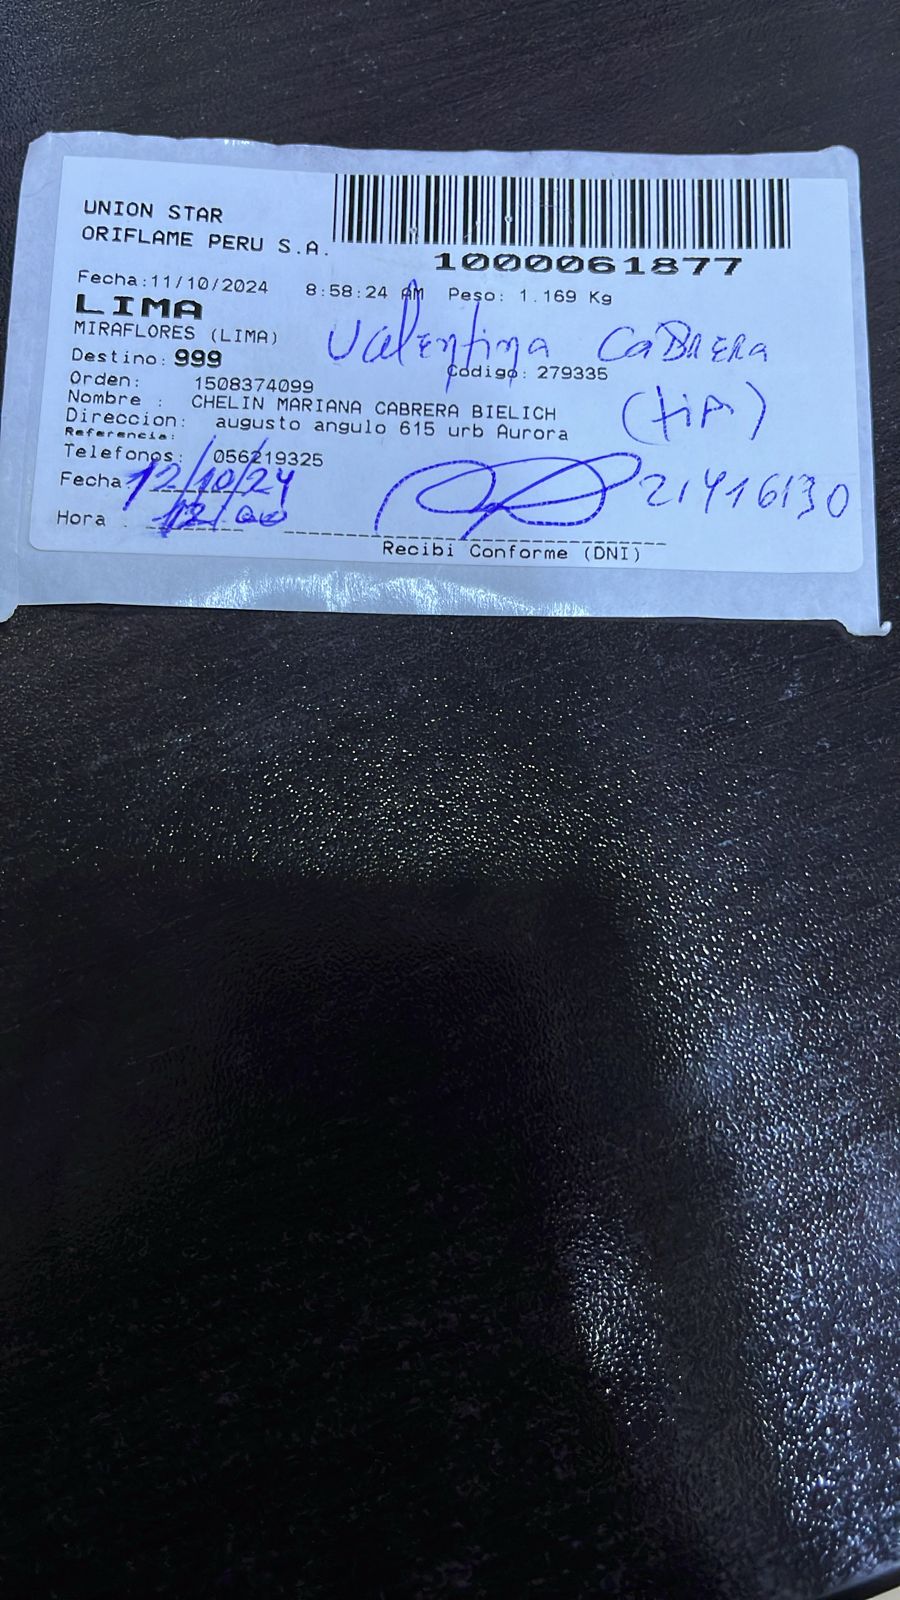 UNION STAR
ORIFLAME PERU S.A.
1000061877
Fecha:11/10/2024 8:58:24 AM Peso: 1.169 Kg
LIMA
MIRAFLORES (LIMA)
Valentina CaBRERa
Destino: 999
Codigo: 279335
Orden: 1508374099
Nombre : CHELIN MARIANA CABRERA BIELICH
(tiA)
Direccion: augusto angulo 615 urb Aurora
Referencia:
Telefonos: 056219325
Fecha: 12/10/24
21416130
Hora : 12/00
Recibi Conforme (DNI)